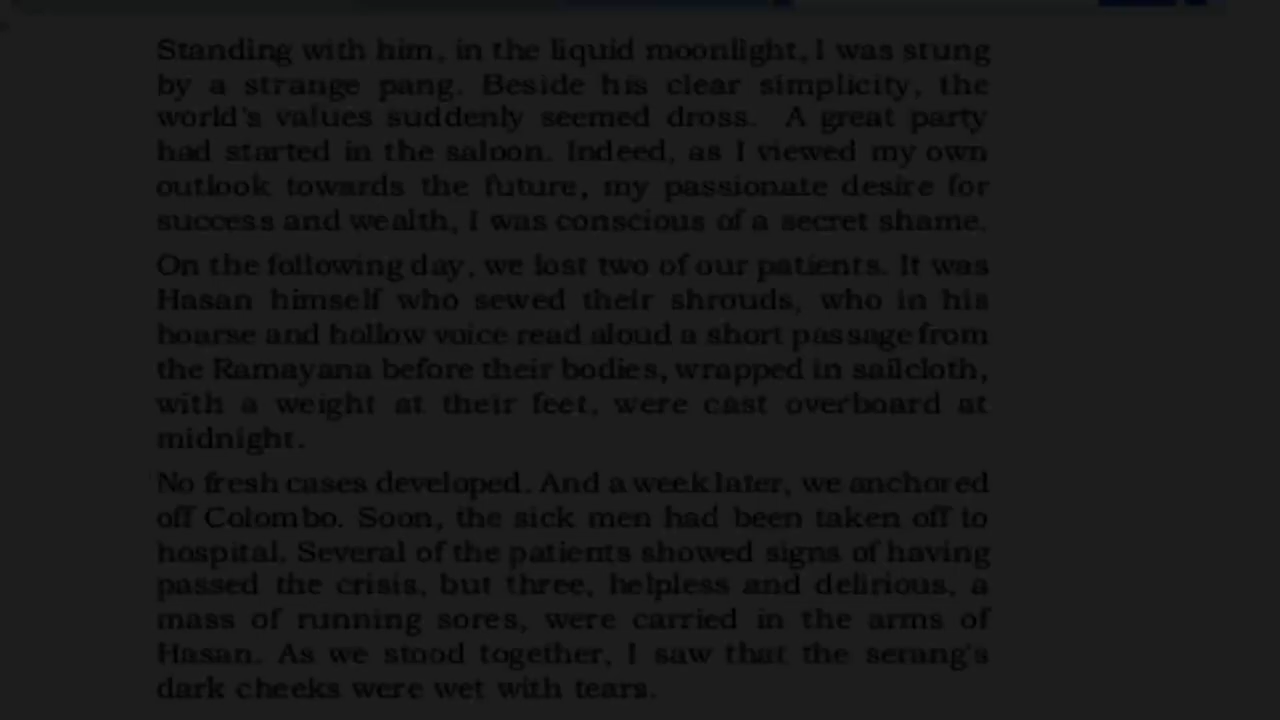 Standing with him, in the liquid moonlight, I was stung
by a strange pang. Beside his clear simplicity, the
world's values suddenly seemed dross. A great party
had started in the saloon. Indeed, as I viewed my own
outlook towards the future, my passionate desire for
success and wealth, I was conscious of a secret shame.
On the following day, we lost two of our patients. It was
Hasan himself who sewed their shrouds, who in his
hoarse and hollow voice read aloud a short passage from
the Ramayana before their bodies, wrapped in sailcloth,
with a weight at their feet, were cast overboard at
midnight.
No fresh cases developed. And a week later, we anchored
off Colombo. Soon, the sick men had been taken off to
hospital. Several of the patients showed signs of having
passed the crisis, but three, helpless and delirious, a
mass of running sores, were carried in the arms of
Hasan. As we stood together, I saw that the serang's
dark cheeks were wet with tears.